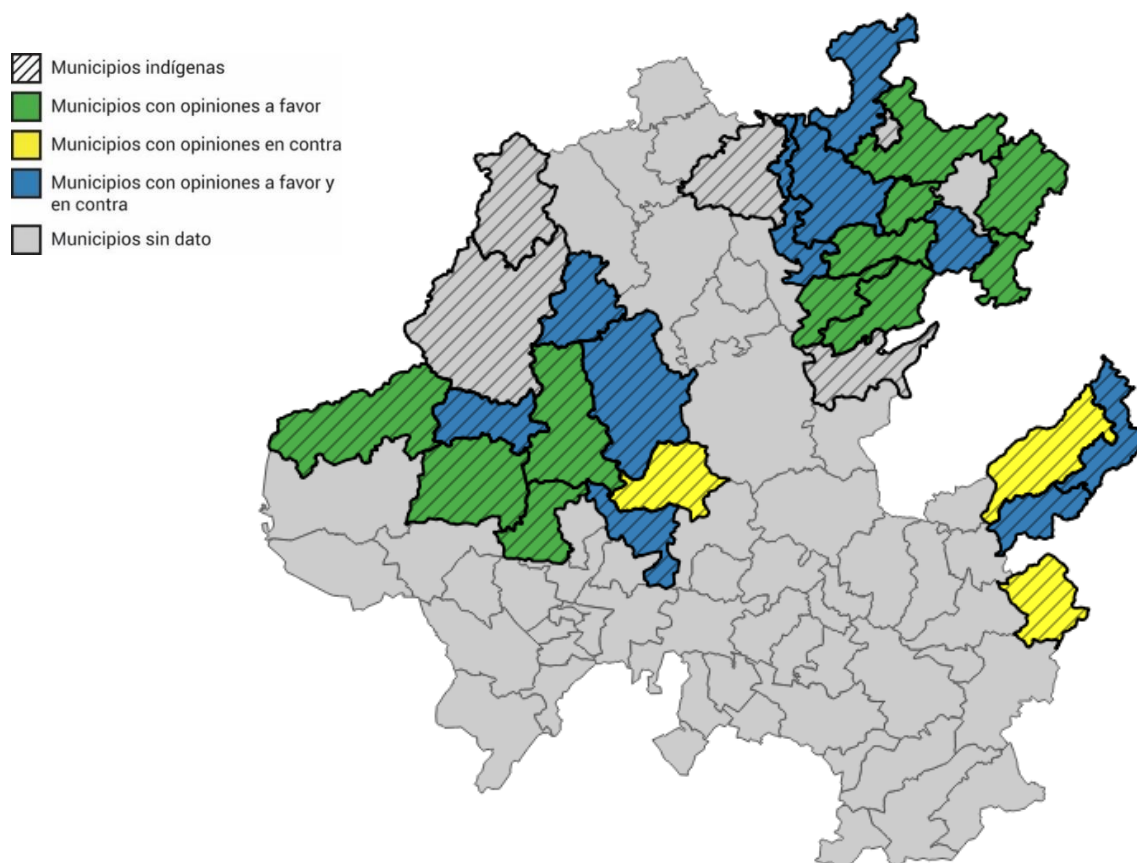 Municipios indígenas
Municipios con opiniones a favor
Municipios con opiniones en contra
Municipios con opiniones a favor y
en contra
Municipios sin dato